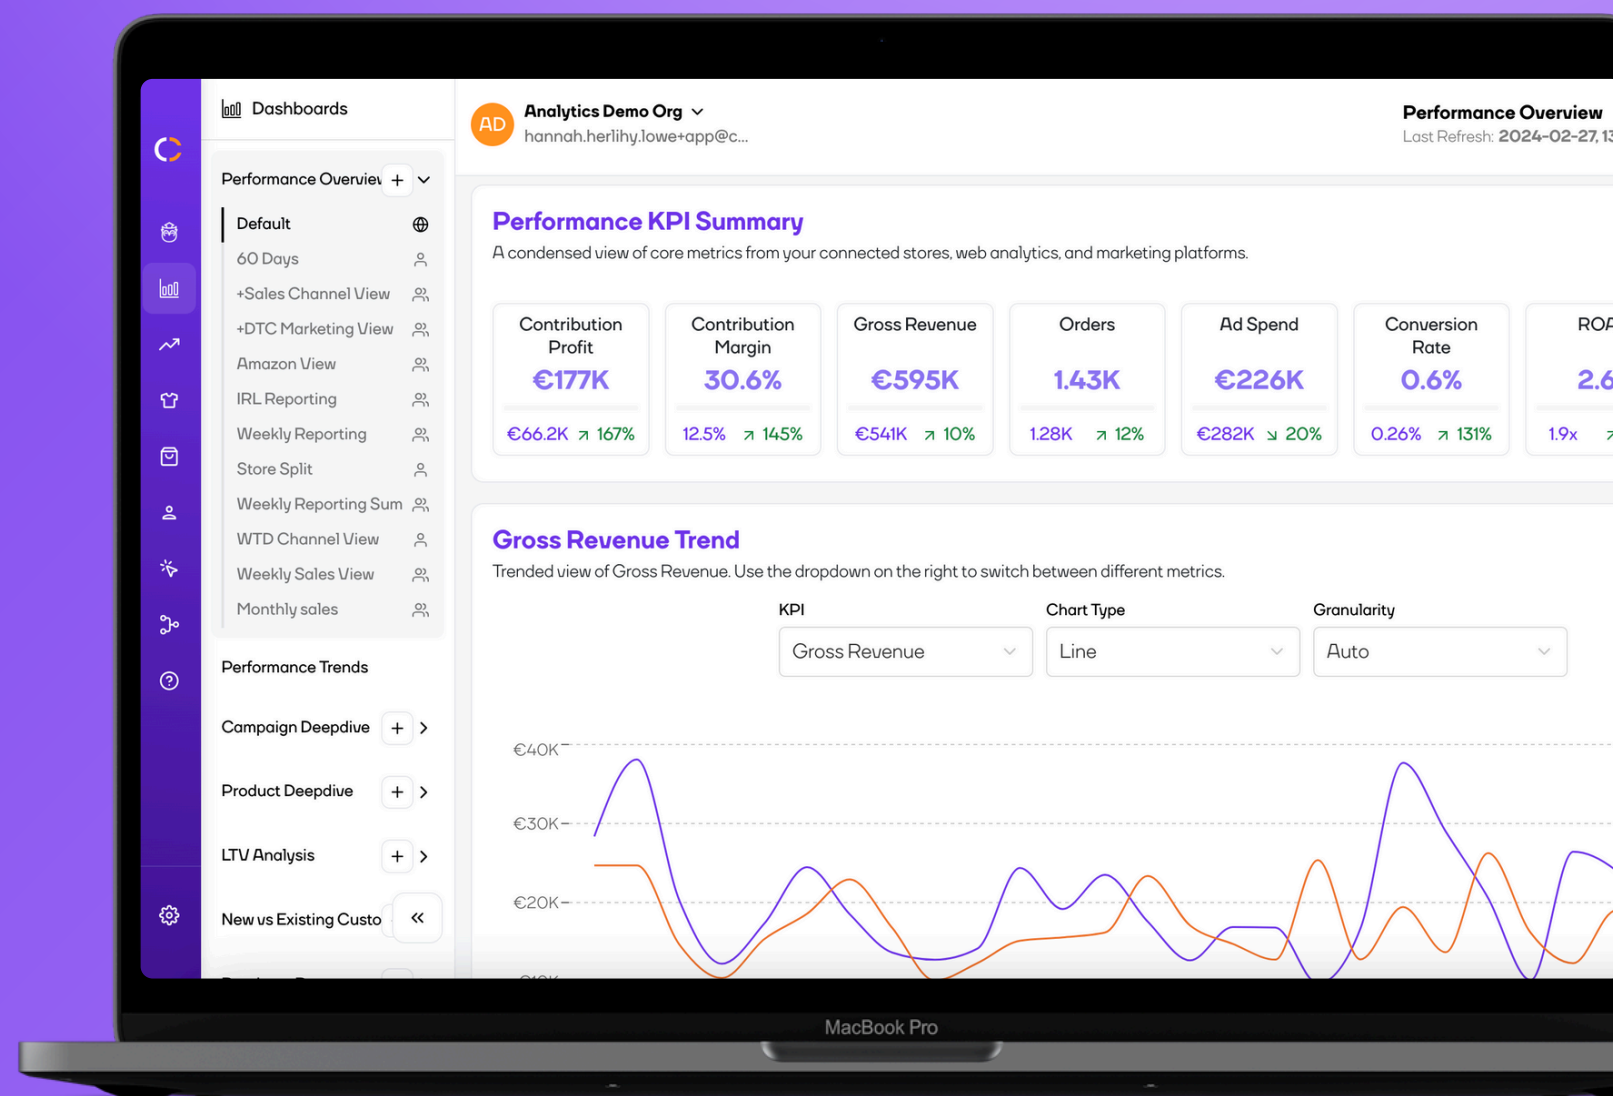 Dashboards
Performance Overview
Default
60 Days
+Sales Channel View
+DTC Marketing View
Amazon View
IRL Reporting
Weekly Reporting
Store Split
Weekly Reporting Sum
WTD Channel View
Weekly Sales View
Monthly sales
Performance Trends
Campaign Deepdive
Product Deepdive
LTV Analysis
New vs Existing Custo
AD
Analytics Demo Org
hannah.herlihy.lowe+app@c...
Performance Overview
Last Refresh: 2024-02-27, 13
Performance KPI Summary
A condensed view of core metrics from your connected stores, web analytics, and marketing platforms.
Contribution
Profit
€177K
€66.2K 167%
Contribution
Margin
30.6%
12.5% 145%
Gross Revenue
€595K
€541K 10%
Orders
1.43K
1.28K 12%
Ad Spend
€226K
€282K 20%
Conversion
Rate
0.6%
0.26% 131%
ROA
2.6
1.9x
Gross Revenue Trend
Trended view of Gross Revenue. Use the dropdown on the right to switch between different metrics.
KPI
Gross Revenue
Chart Type
Line
Granularity
Auto
€40K
€30K
€20K
€10K
MacBook Pro